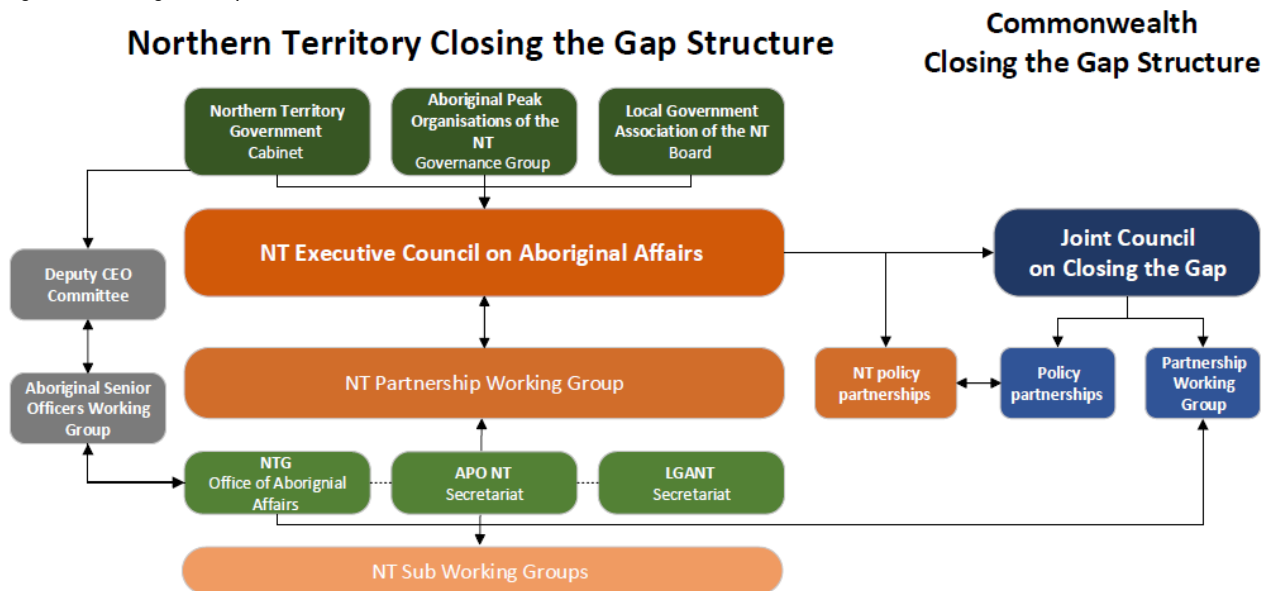 Northern Territory Closing the Gap Structure
Commonwealth
Closing the Gap Structure
Northern Territory
Government
Cabinet
Aboriginal Peak
Organisations of the
NT
Governance Group
Local Government
Association of the NT
Board
NT Executive Council on Aboriginal Affairs
Joint Council
on Closing the Gap
Deputy CEO
Committee
NT Partnership Working Group
NT policy
partnerships
Policy
partnerships
Partnership
Working
Group
Aboriginal Senior
Officers Working
Group
NTG
Office of Aborignial
Affairs
APO NT
Secretariat
LGANT
Secretariat
NT Sub Working Groups